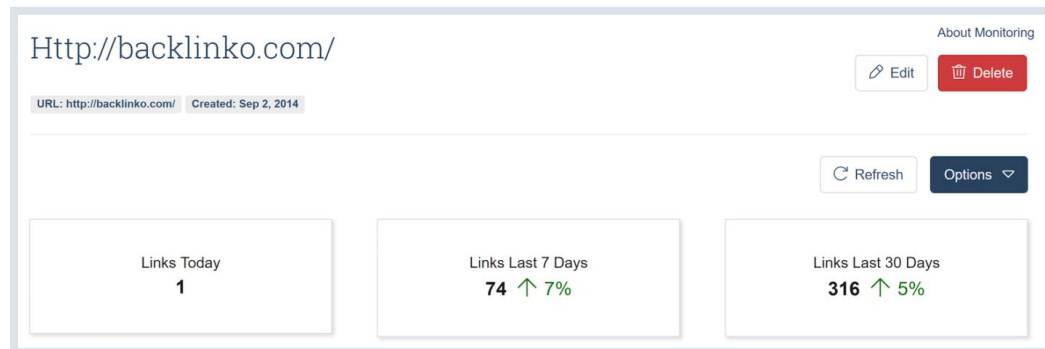 About Monitoring
Http://backlinko.com/
Edit
Delete
URL: http://backlinko.com/ Created: Sep 2, 2014
Refresh
Options
Links Today
1
Links Last 7 Days
74 ↑ 7%
Links Last 30 Days
316 ↑ 5%